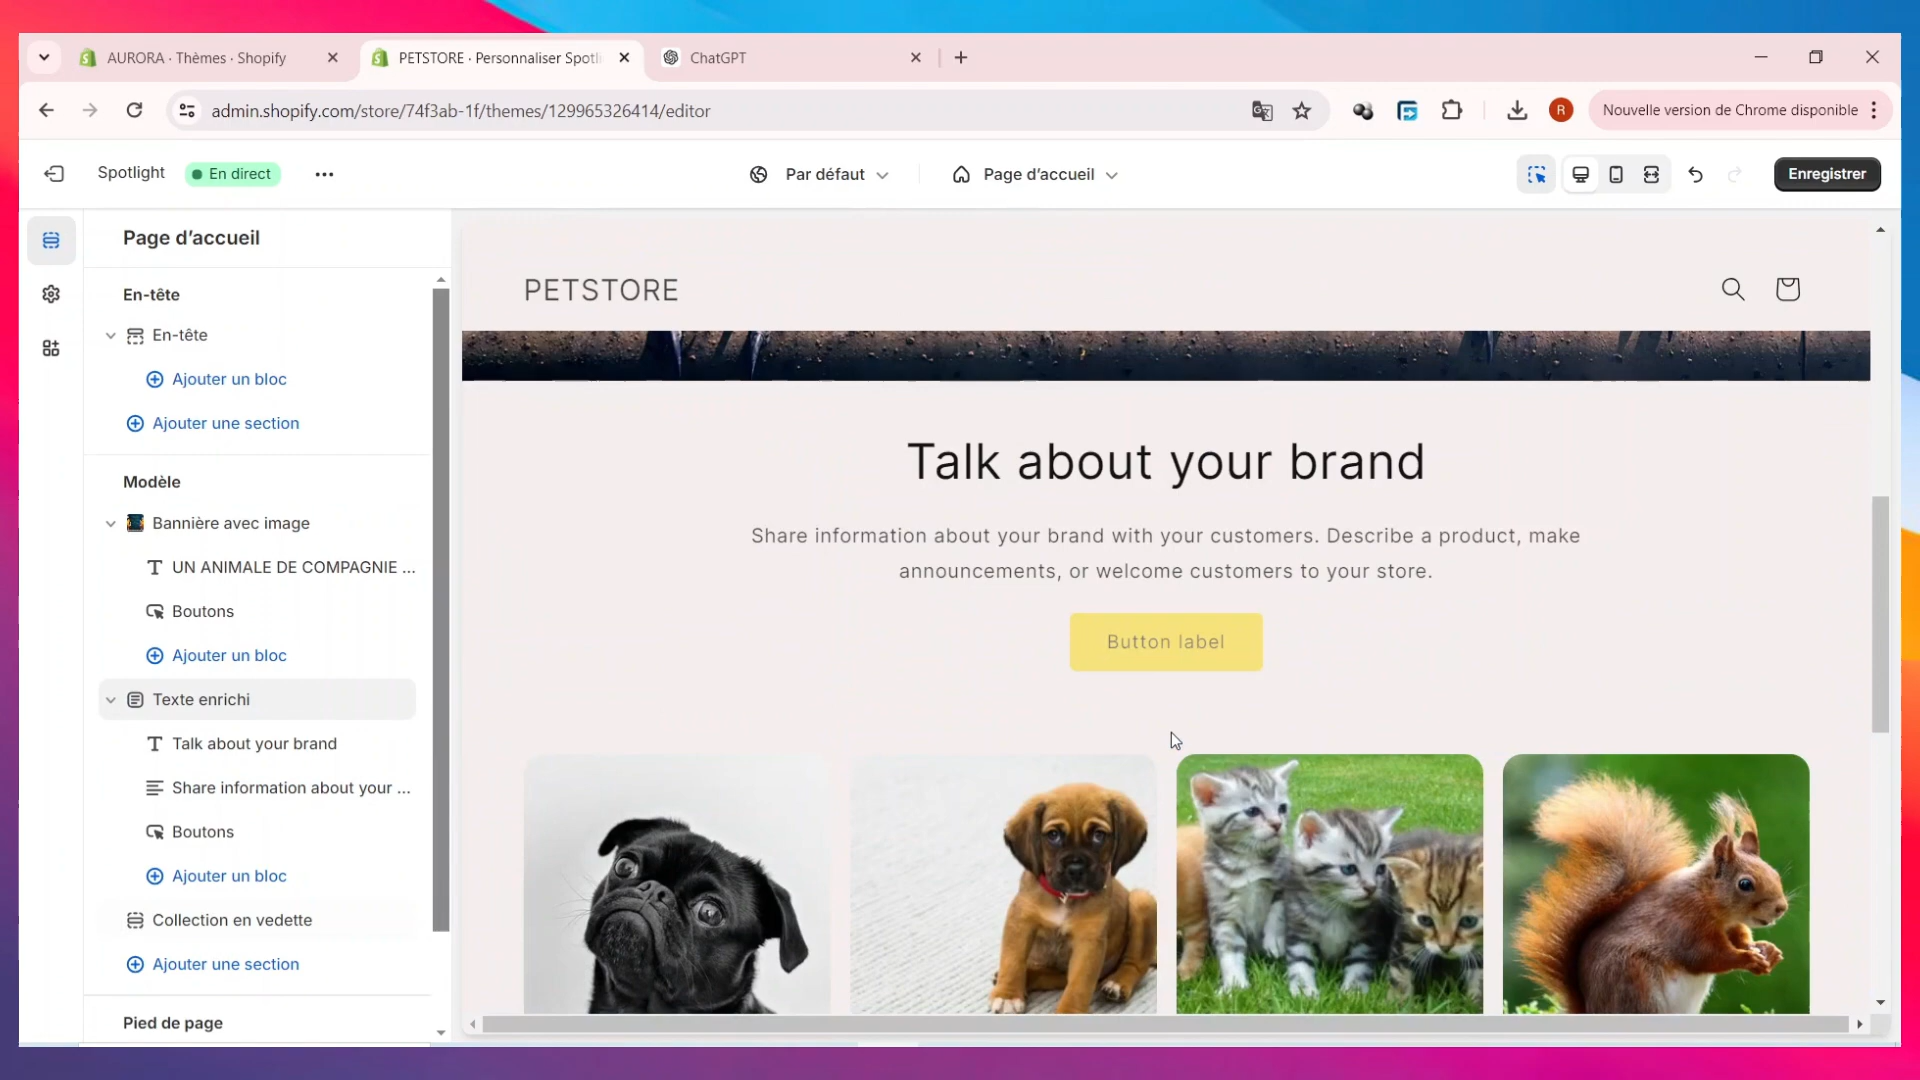 AURORA · Thèmes · Shopify
PETSTORE · Personnaliser Spotli
ChatGPT
admin.shopify.com/store/74f3ab-1f/themes/129965326414/editor
R
Nouvelle version de Chrome disponible
Spotlight
En direct
Par défaut
Page d’accueil
Enregistrer
Page d’accueil
En-tête
En-tête
Ajouter un bloc
Ajouter une section
Modèle
Bannière avec image
UN ANIMALE DE COMPAGNIE ...
Boutons
Ajouter un bloc
Texte enrichi
Talk about your brand
Share information about your ...
Boutons
Ajouter un bloc
Collection en vedette
Ajouter une section
Pied de page
PETSTORE
Talk about your brand
Share information about your brand with your customers. Describe a product, make
announcements, or welcome customers to your store.
Button label